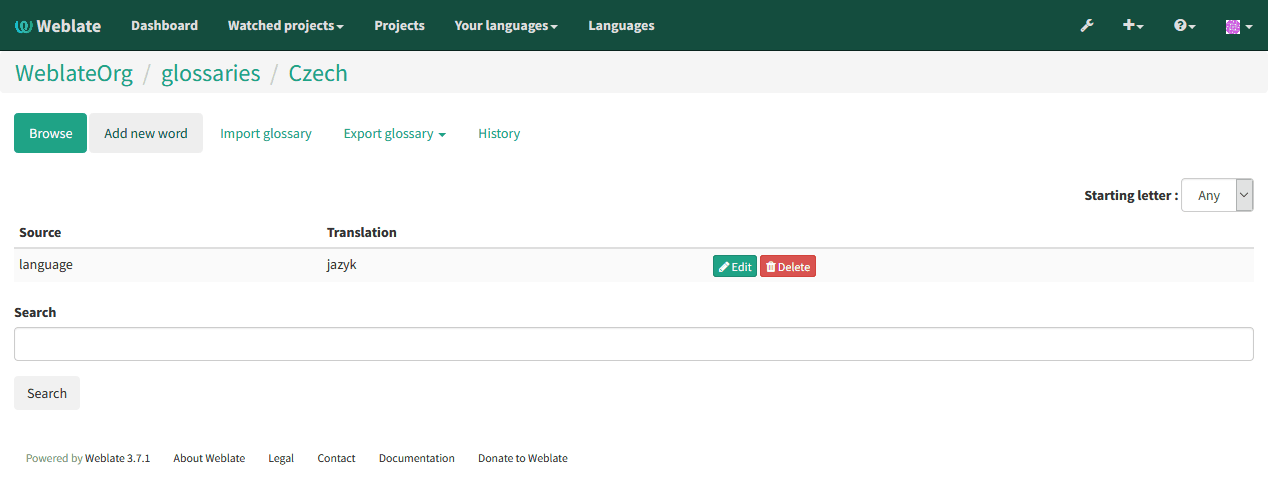 Weblate Dashboard Watched projects Projects Your languages Languages
WeblateOrg / glossaries / Czech
Browse Add new word Import glossary Export glossary History
Starting letter : Any
Source Translation
language jazyk Edit Delete
Search
Search
Powered by Weblate 3.7.1 About Weblate Legal Contact Documentation Donate to Weblate